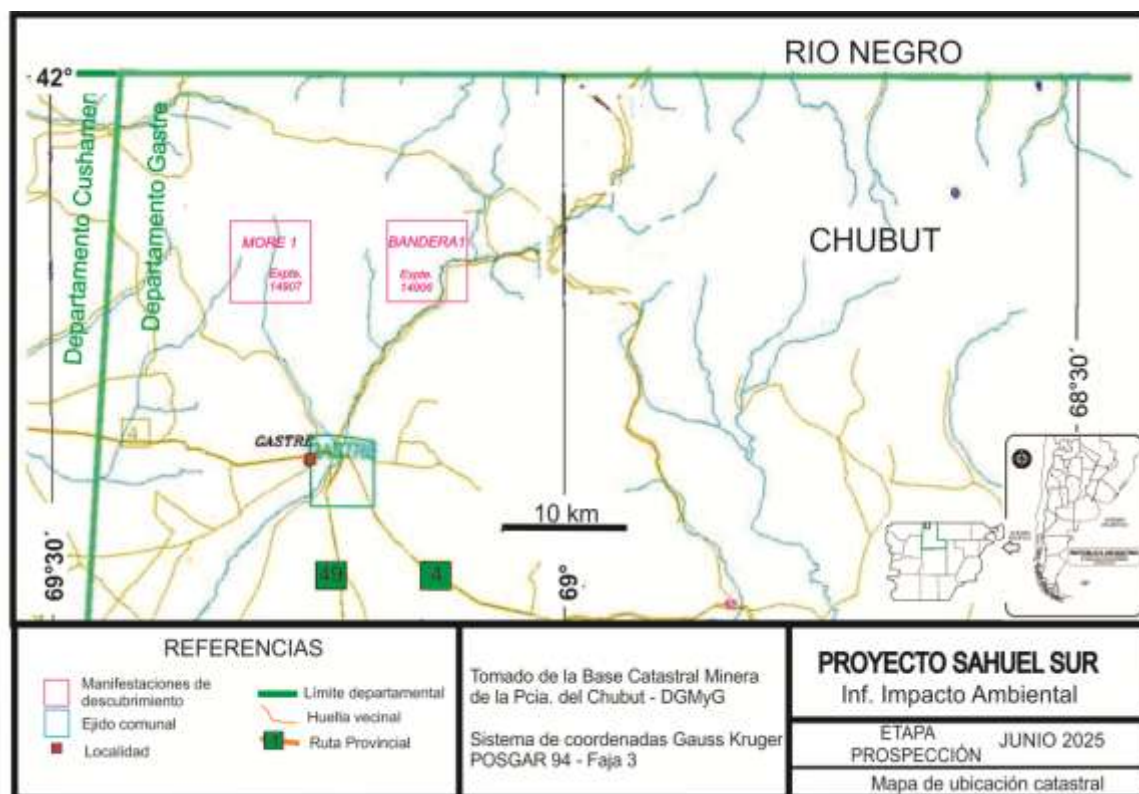 RIO NEGRO
42°
Departamento Cushamen
Departamento Gastre
MORE 1
Expte.
14907
BANDERA1
Expte.
CHUBUT
GASTRE
GASTRE
4
10 km
69°30´
69°
68°30´
49
4
REFERENCIAS
Manifestaciones de
descubrimiento
Ejido comunal
Localidad
Límite departamental
Huella vecinal
Ruta Provincial
Tomado de la Base Catastral Minera
de la Pcia. del Chubut - DGMyG
Sistema de coordenadas Gauss Kruger
POSGAR 94 - Faja 3
PROYECTO SAHUEL SUR
Inf. Impacto Ambiental
ETAPA
PROSPECCIÓN
JUNIO 2025
Mapa de ubicación catastral